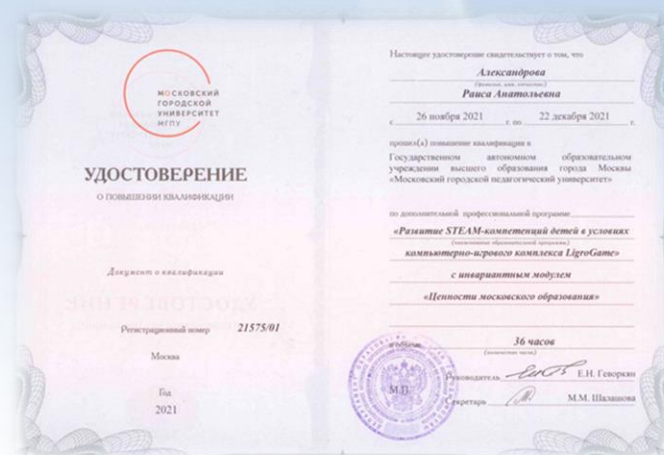 МОСКОВСКИЙ
ГОРОДСКОЙ
УНИВЕРСИТЕТ
МГПУ
УДОСТОВЕРЕНИЕ
О ПОВЫШЕНИИ КВАЛИФИКАЦИИ
Документ о квалификации
Регистрационный номер 21575/01
Москва
Год
2021
Настоящее удостоверение свидетельствует о том, что
Александрова
(фамилия, имя, отчество)
Раиса Анатольевна
с 26 ноября 2021 г. по 22 декабря 2021 г.
прошел(а) повышение квалификации в
Государственном автономном образовательном
учреждении высшего образования города Москвы
«Московский городской педагогический университет»
по дополнительной профессиональной программе
«Развитие STEAM-компетенций детей в условиях
(наименование образовательной программы)
компьютерно-игрового комплекса LigroGame»
с инвариантным модулем
«Ценности московского образования»
в объёме 36 часов
(количество часов)
Руководитель Е.Н. Геворкян
М.П.
Секретарь М.М. Шалашова